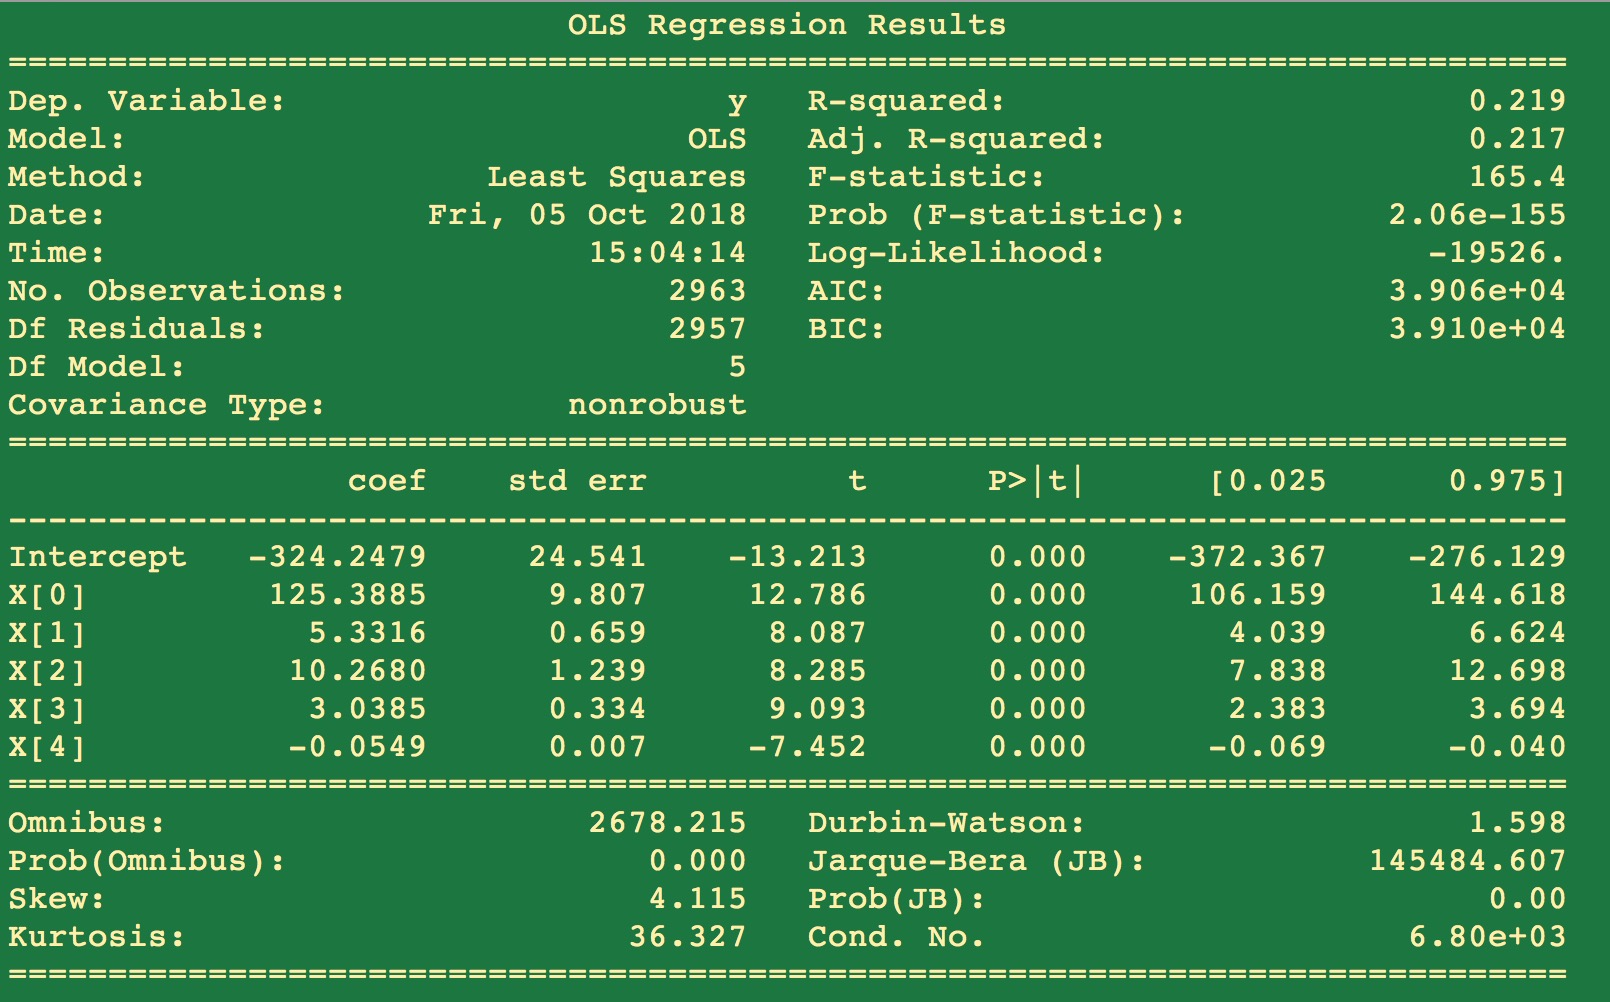 OLS Regression Results
==============================================================================
Dep. Variable:                      y   R-squared:                       0.219
Model:                            OLS   Adj. R-squared:                  0.217
Method:                 Least Squares   F-statistic:                     165.4
Date:                Fri, 05 Oct 2018   Prob (F-statistic):          2.06e-155
Time:                        15:04:14   Log-Likelihood:                -19526.
No. Observations:                2963   AIC:                         3.906e+04
Df Residuals:                    2957   BIC:                         3.910e+04
Df Model:                           5
Covariance Type:            nonrobust
==============================================================================
                 coef    std err          t      P>|t|      [0.025      0.975]
------------------------------------------------------------------------------
Intercept   -324.2479     24.541    -13.213      0.000    -372.367    -276.129
X[0]         125.3885      9.807     12.786      0.000     106.159     144.618
X[1]           5.3316      0.659      8.087      0.000       4.039       6.624
X[2]          10.2680      1.239      8.285      0.000       7.838      12.698
X[3]           3.0385      0.334      9.093      0.000       2.383       3.694
X[4]          -0.0549      0.007     -7.452      0.000      -0.069      -0.040
==============================================================================
Omnibus:                     2678.215   Durbin-Watson:                   1.598
Prob(Omnibus):                  0.000   Jarque-Bera (JB):           145484.607
Skew:                           4.115   Prob(JB):                         0.00
Kurtosis:                      36.327   Cond. No.                     6.80e+03
==============================================================================